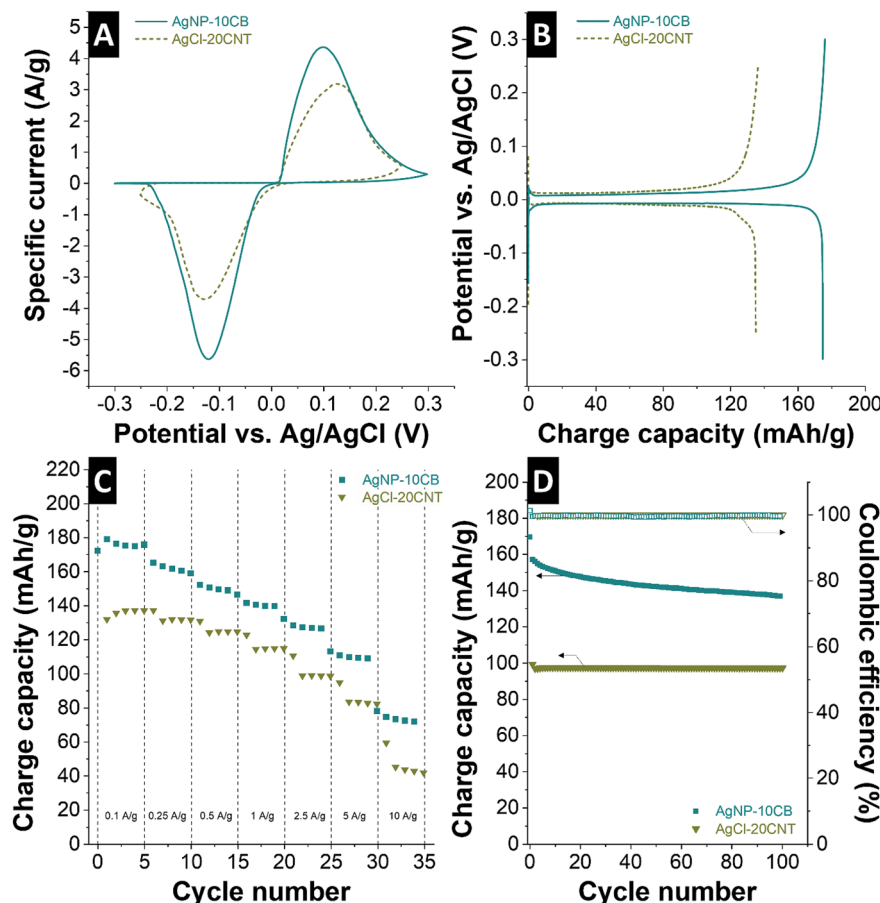 A
AgNP-10CB
AgCl-20CNT
Specific current (A/g)
5
4
3
2
1
0
-1
-2
-3
-4
-5
-6
-0.3 -0.2 -0.1 0.0 0.1 0.2 0.3
Potential vs. Ag/AgCl (V)
B
AgNP-10CB
AgCl-20CNT
Potential vs. Ag/AgCl (V)
0.3
0.2
0.1
0.0
-0.1
-0.2
-0.3
0 40 80 120 160 200
Charge capacity (mAh/g)
C
AgNP-10CB
AgCl-20CNT
Charge capacity (mAh/g)
220
200
180
160
140
120
100
80
60
40
20
0
0.1 A/g 0.25 A/g 0.5 A/g 1 A/g 2.5 A/g 5 A/g 10 A/g
0 5 10 15 20 25 30 35
Cycle number
D
Charge capacity (mAh/g)
200
180
160
140
120
100
80
60
40
20
0
Coulombic efficiency (%)
100
80
60
40
20
0
AgNP-10CB
AgCl-20CNT
0 20 40 60 80 100
Cycle number